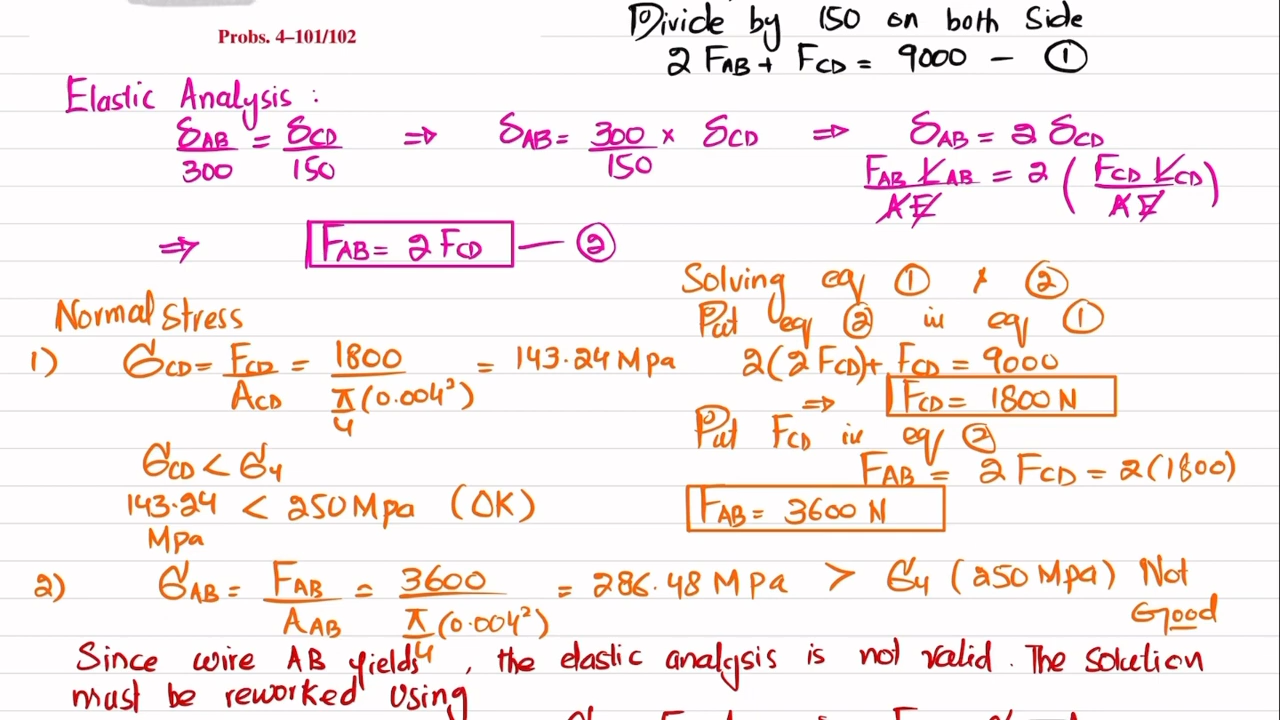 Probs. 4–101/102
Divide by 150 on both Side
2 FAB + FCD = 9000 — ①
Elastic Analysis :
δAB/300 = δCD/150 ⇒ δAB = 300/150 × δCD ⇒ δAB = 2 δCD
FAB LAB/AE = 2 (FCD LCD/AE)
⇒ FAB = 2 FCD — ②
Solving eq ① & ②
Put eq ② in eq ①
2(2 FCD) + FCD = 9000
⇒ FCD = 1800 N
Put FCD in eq ②
FAB = 2 FCD = 2(1800)
FAB = 3600 N
Normal Stress
1) σCD = FCD/ACD = 1800/π/4 (0.004²) = 143.24 Mpa
σCD < σy
143.24 < 250 Mpa (OK)
Mpa
2) σAB = FAB/AAB = 3600/π/4 (0.004²) = 286.48 MPa > σy (250 Mpa) Not
Good
Since wire AB yields , the elastic analysis is not valid. The solution
must be reworked using